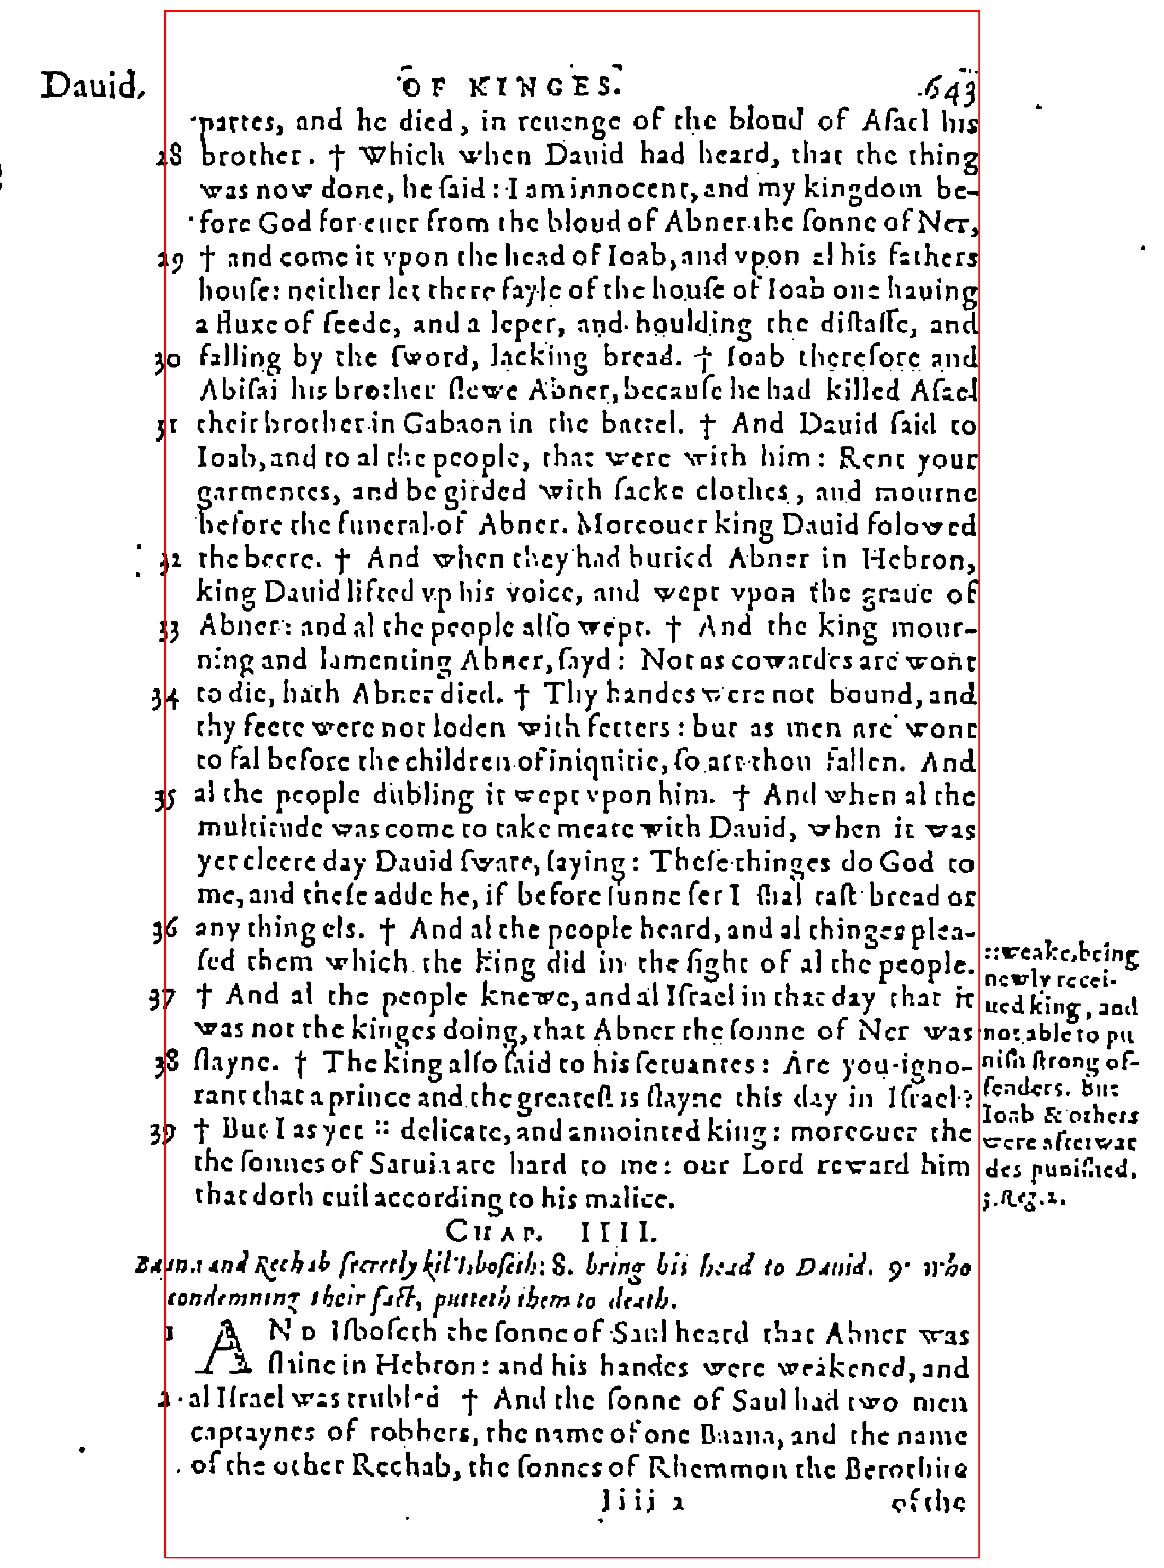 Dauid. OF KINGES. 643
partes, and he died, in reuenge of the bloud of Aſael his
28 brother. † Which when Dauid had heard, that the thing
was now done, he ſaid: I am innocent, and my kingdom be-
fore God for euer from the bloud of Abner the ſonne of Ner,
29 † and come it vpon the head of Ioab, and vpon al his fathers
houſe: neither let there fayle of the houſe of Ioab one hauing
a fluxe of ſeede, and a leper, and houlding the diſtaffe, and
30 falling by the ſword, lacking bread. † Ioab therefore and
Abiſai his brother ſlewe Abner, becauſe he had killed Aſael
31 their brother in Gabaon in the battel. † And Dauid ſaid to
Ioab, and to al the people, that were with him: Rent your
garmentes, and be girded with ſacke clothes, and mourne
before the funeral of Abner. Moreouer king Dauid folowed
32 the beere. † And when they had buried Abner in Hebron,
king Dauid lifted vp his voice, and wept vpon the graue of
33 Abner: and al the people alſo wept. † And the king mour-
ning and lamenting Abner, ſayd: Not as cowardes are wont
34 to die, hath Abner died. † Thy handes were not bound, and
thy feete were not loden with fetters: but as men are wont
to fal before the children of iniquitie, ſo art thou fallen. And
35 al the people dubling it wept vpon him. † And when al the
multitude was come to take meate with Dauid, when it was
yet cleere day Dauid ſware, ſaying: Theſe thinges do God to
me, and theſe adde he, if before ſunne ſet I ſhal taſt bread or
36 any thing els. † And al the people heard, and al thinges plea-
ſed them which the king did in the ſight of al the people.
37 † And al the people knewe, and al Iſrael in that day that it
was not the kinges doing, that Abner the ſonne of Ner was
38 ſlayne. † The king alſo ſaid to his ſeruantes: Are you igno-
rant that a prince and the greateſt is ſlayne this day in Iſrael?
39 † But I as yet :: delicate, and annointed king: moreouer the
the ſonnes of Saruia are hard to me: our Lord reward him
that doth euil according to his malice.
:: weake, being
newly recei-
ued king, and
not able to pu
niſh ſtrong of-
fenders. But
Ioab & others
were afterwar
des puniſhed.
3. Reg. 2.
CHAP. IIII.
Baana and Rechab ſecretly kil Isboſeth: 8. bring his head to Dauid. 9. who
condemning their fact, putteth them to death.
1 AND Iſboſeth the ſonne of Saul heard that Abner was
ſlaine in Hebron: and his handes were weakened, and
2 al Iſrael was trubled † And the ſonne of Saul had two men
captaynes of robbers, the name of one Baana, and the name
of the other Rechab, the ſonnes of Rhemmon the Berothite
Iiii 2 of the